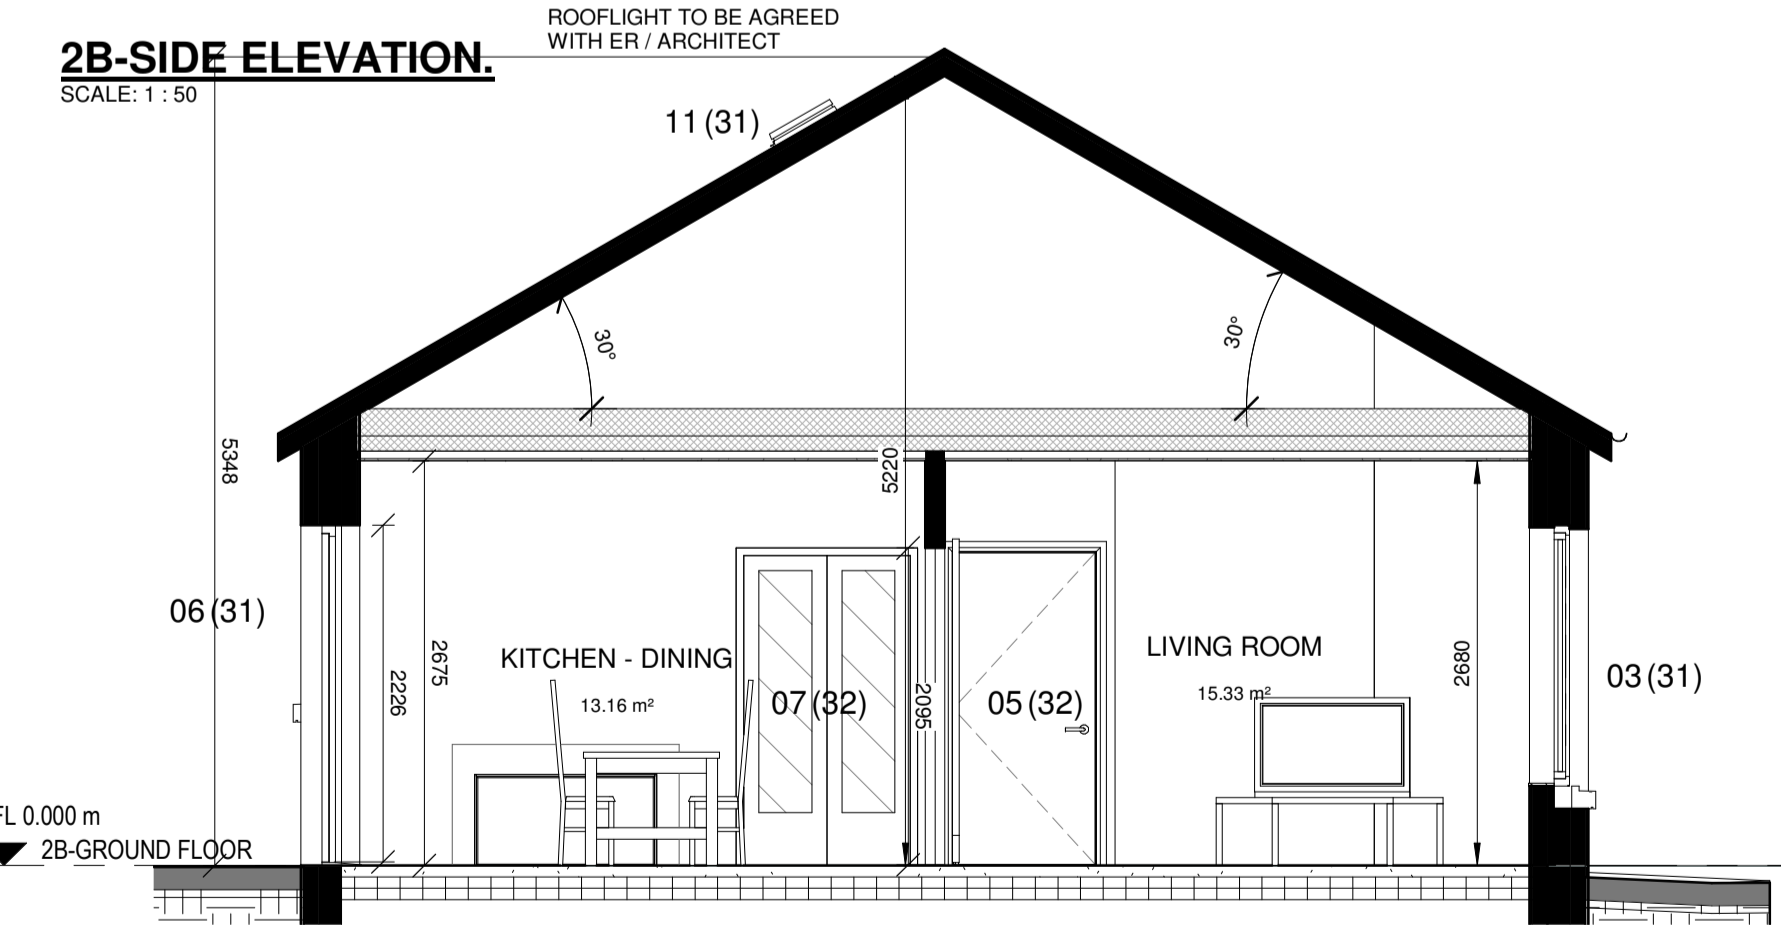 ROOFLIGHT TO BE AGREED
WITH ER / ARCHITECT
2B-SIDE ELEVATION.
SCALE: 1 : 50
11 (31)
30°
30°
5348
5220
06 (31)
2226
2675
KITCHEN - DINING
13.16 m²
07 (32)
2095
05 (32)
LIVING ROOM
15.33 m²
2680
03 (31)
FL 0.000 m
2B-GROUND FLOOR